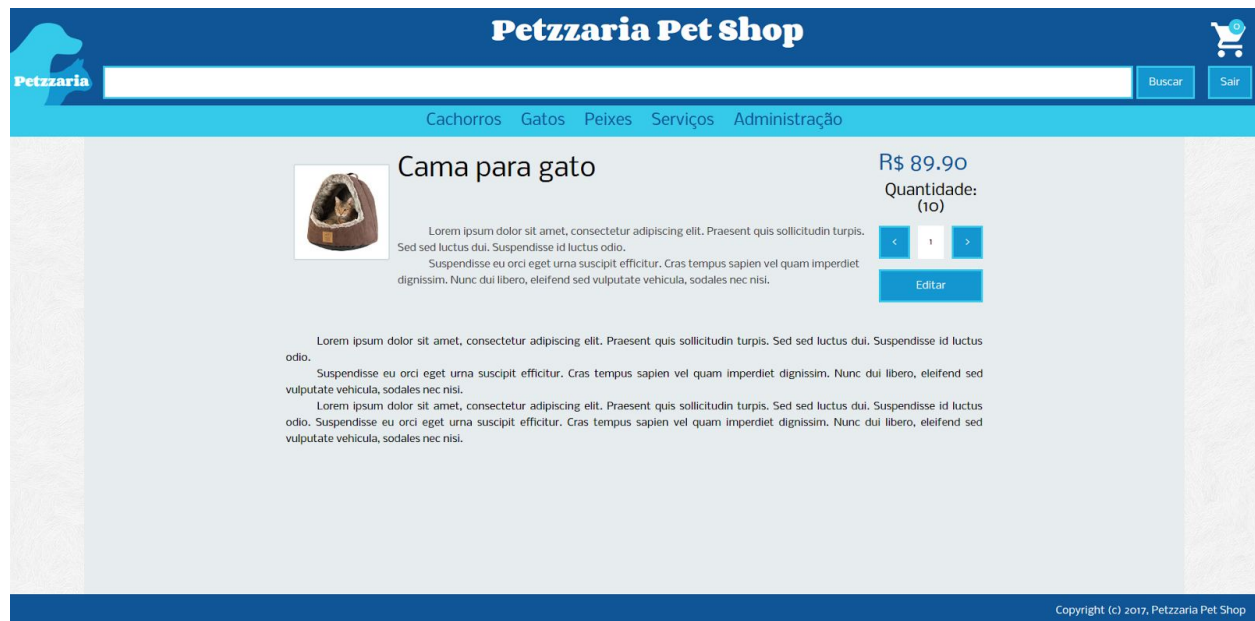 Petzzaria Pet Shop
0
Petzzaria
Buscar
Sair
Cachorros Gatos Peixes Serviços Administração
Cama para gato
Lorem ipsum dolor sit amet, consectetur adipiscing elit. Praesent quis sollicitudin turpis.
Sed sed luctus dui. Suspendisse id luctus odio.
Suspendisse eu orci eget urna suscipit efficitur. Cras tempus sapien vel quam imperdiet
dignissim. Nunc dui libero, eleifend sed vulputate vehicula, sodales nec nisi.
R$ 89.90
Quantidade:
(10)
< 1 >
Editar
Lorem ipsum dolor sit amet, consectetur adipiscing elit. Praesent quis sollicitudin turpis. Sed sed luctus dui. Suspendisse id luctus
odio.
Suspendisse eu orci eget urna suscipit efficitur. Cras tempus sapien vel quam imperdiet dignissim. Nunc dui libero, eleifend sed
vulputate vehicula, sodales nec nisi.
Lorem ipsum dolor sit amet, consectetur adipiscing elit. Praesent quis sollicitudin turpis. Sed sed luctus dui. Suspendisse id luctus
odio. Suspendisse eu orci eget urna suscipit efficitur. Cras tempus sapien vel quam imperdiet dignissim. Nunc dui libero, eleifend sed
vulputate vehicula, sodales nec nisi.
Copyright (c) 2017, Petzzaria Pet Shop